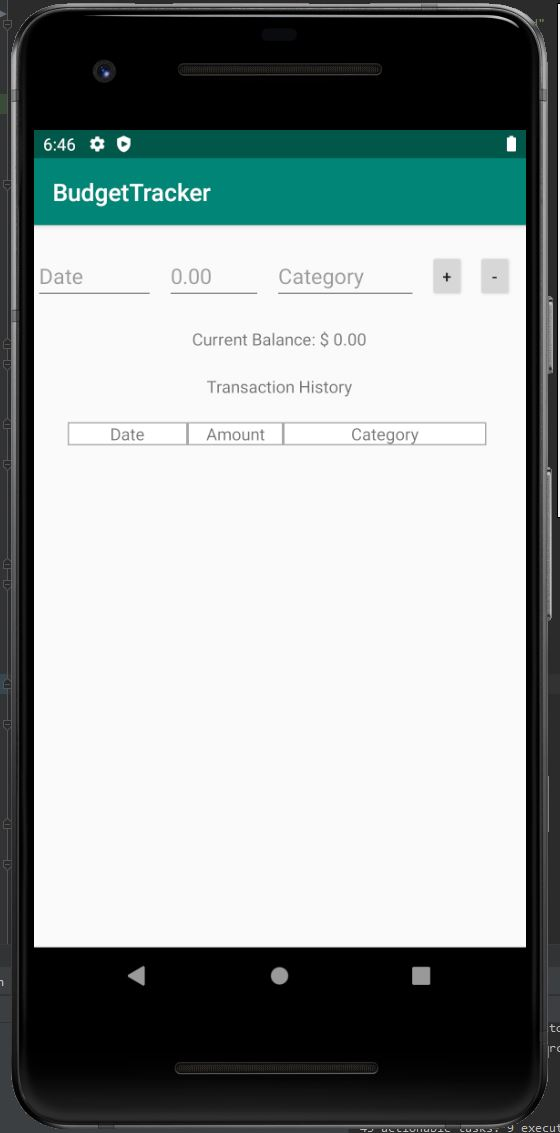 6:46
BudgetTracker
Date 0.00 Category + -
Current Balance: $ 0.00
Transaction History
Date Amount Category